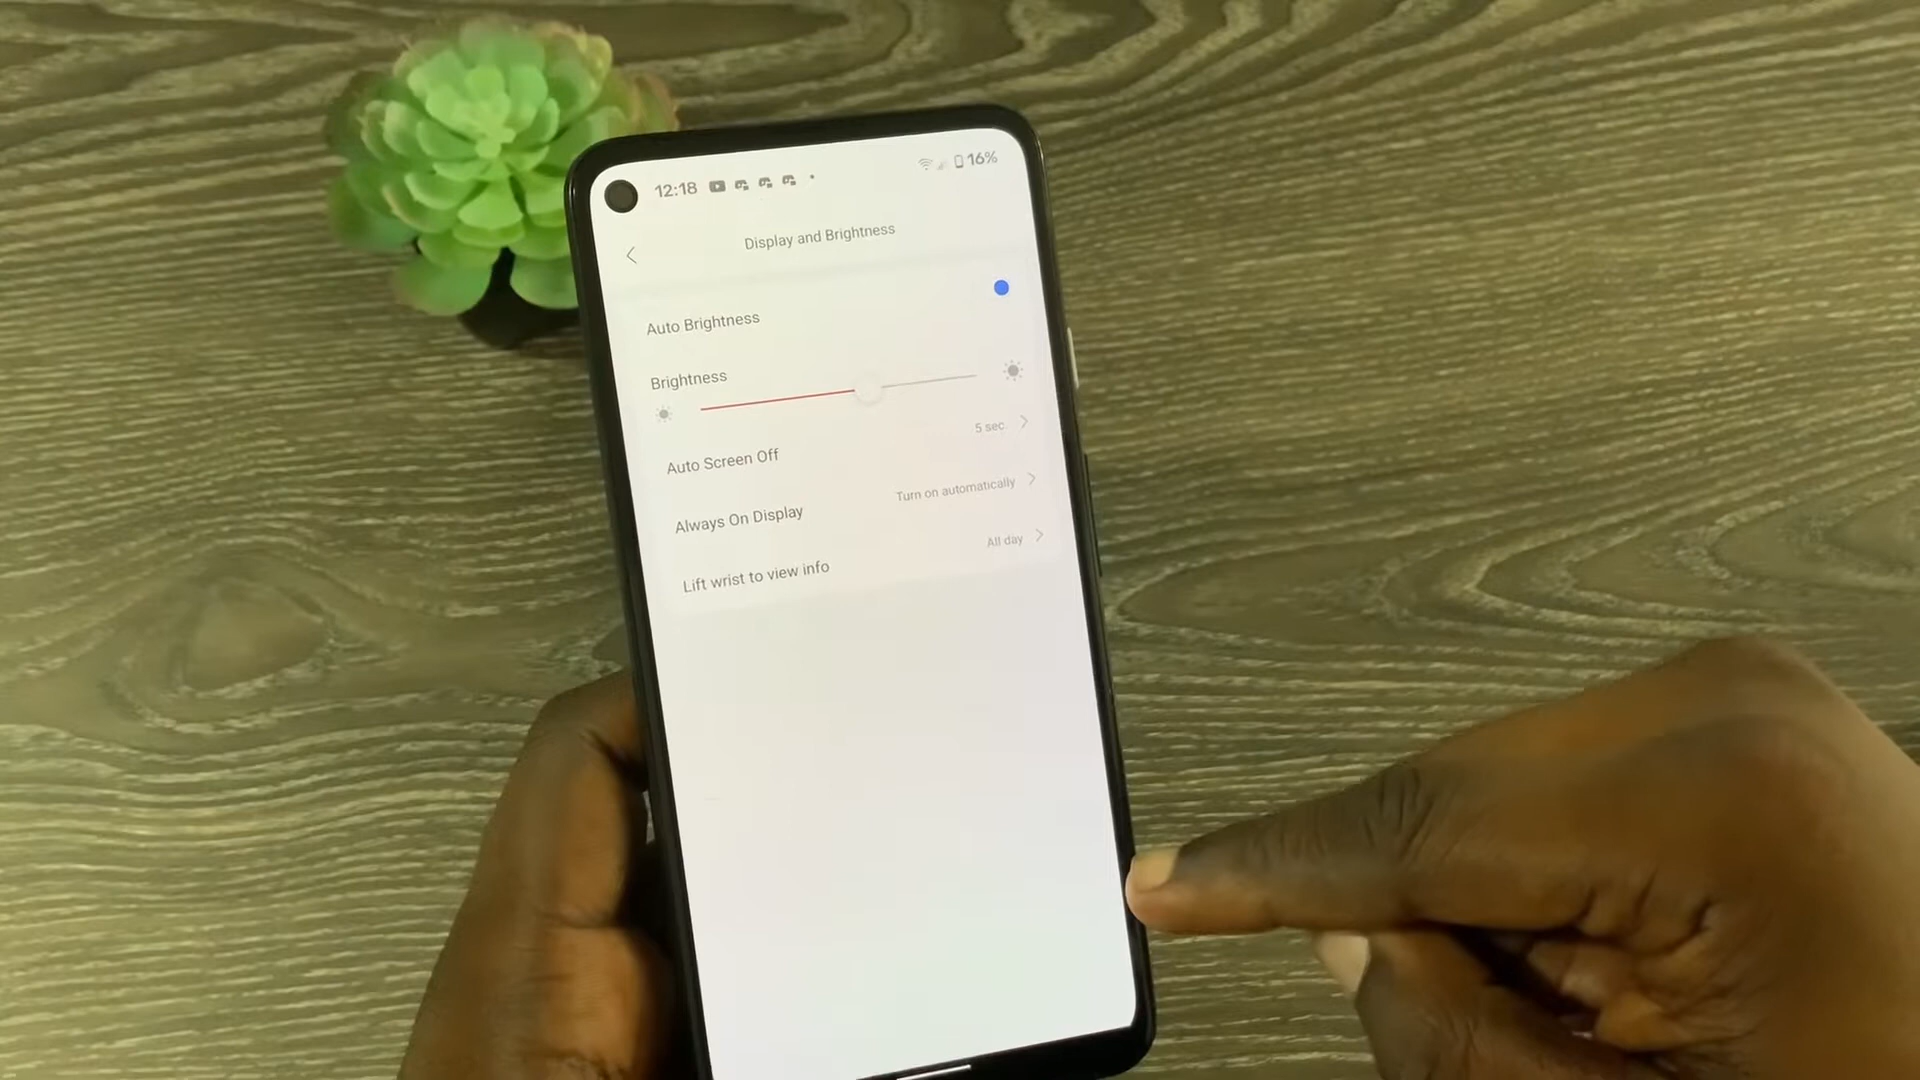 12:18 16%
Display and Brightness
Auto Brightness
Brightness
Auto Screen Off 5 sec
Always On Display Turn on automatically
Lift wrist to view info All day